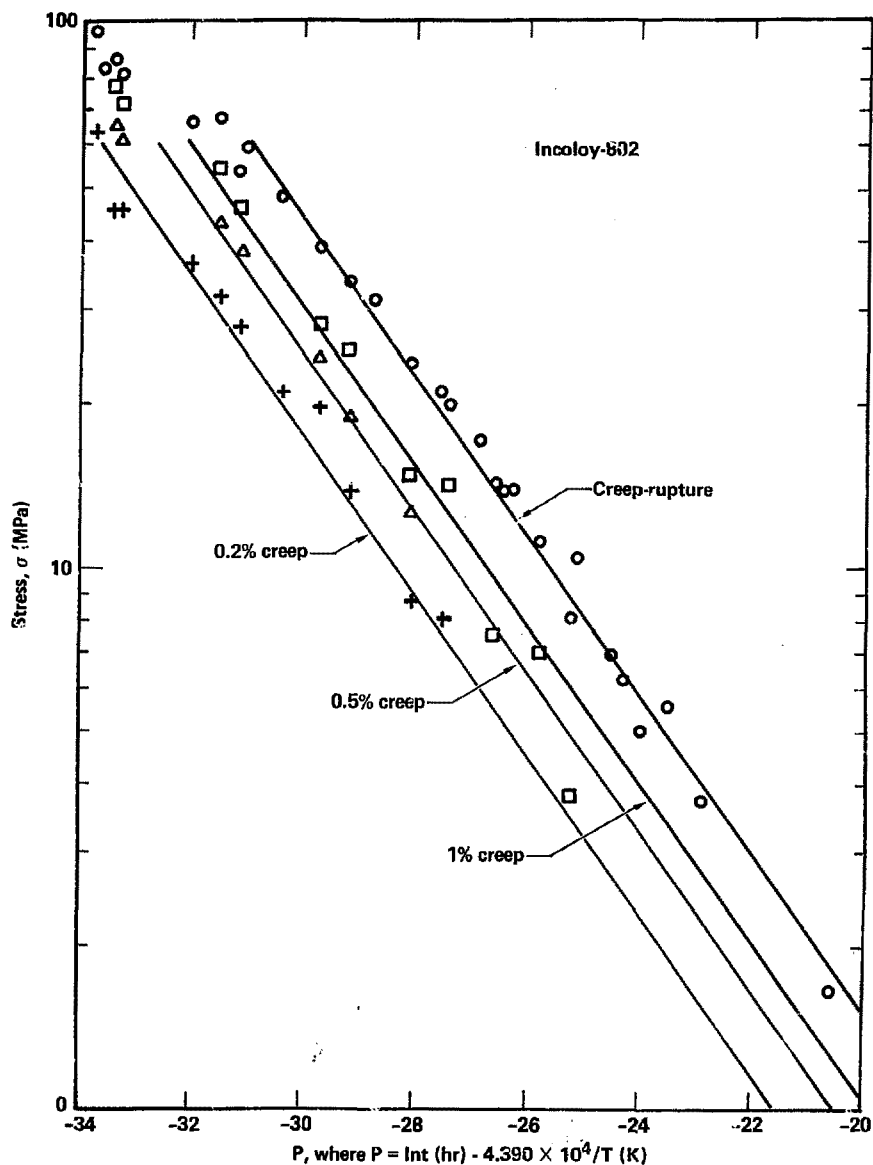 100
Incoloy-802
Creep-rupture
Stress, σ (MPa)
0.2% creep
10
0.5% creep
1% creep
0
-34
-32
-30
-28
-26
-24
-22
-20
P, where P = lnt (hr) - 4.390 × 10⁴/T (K)